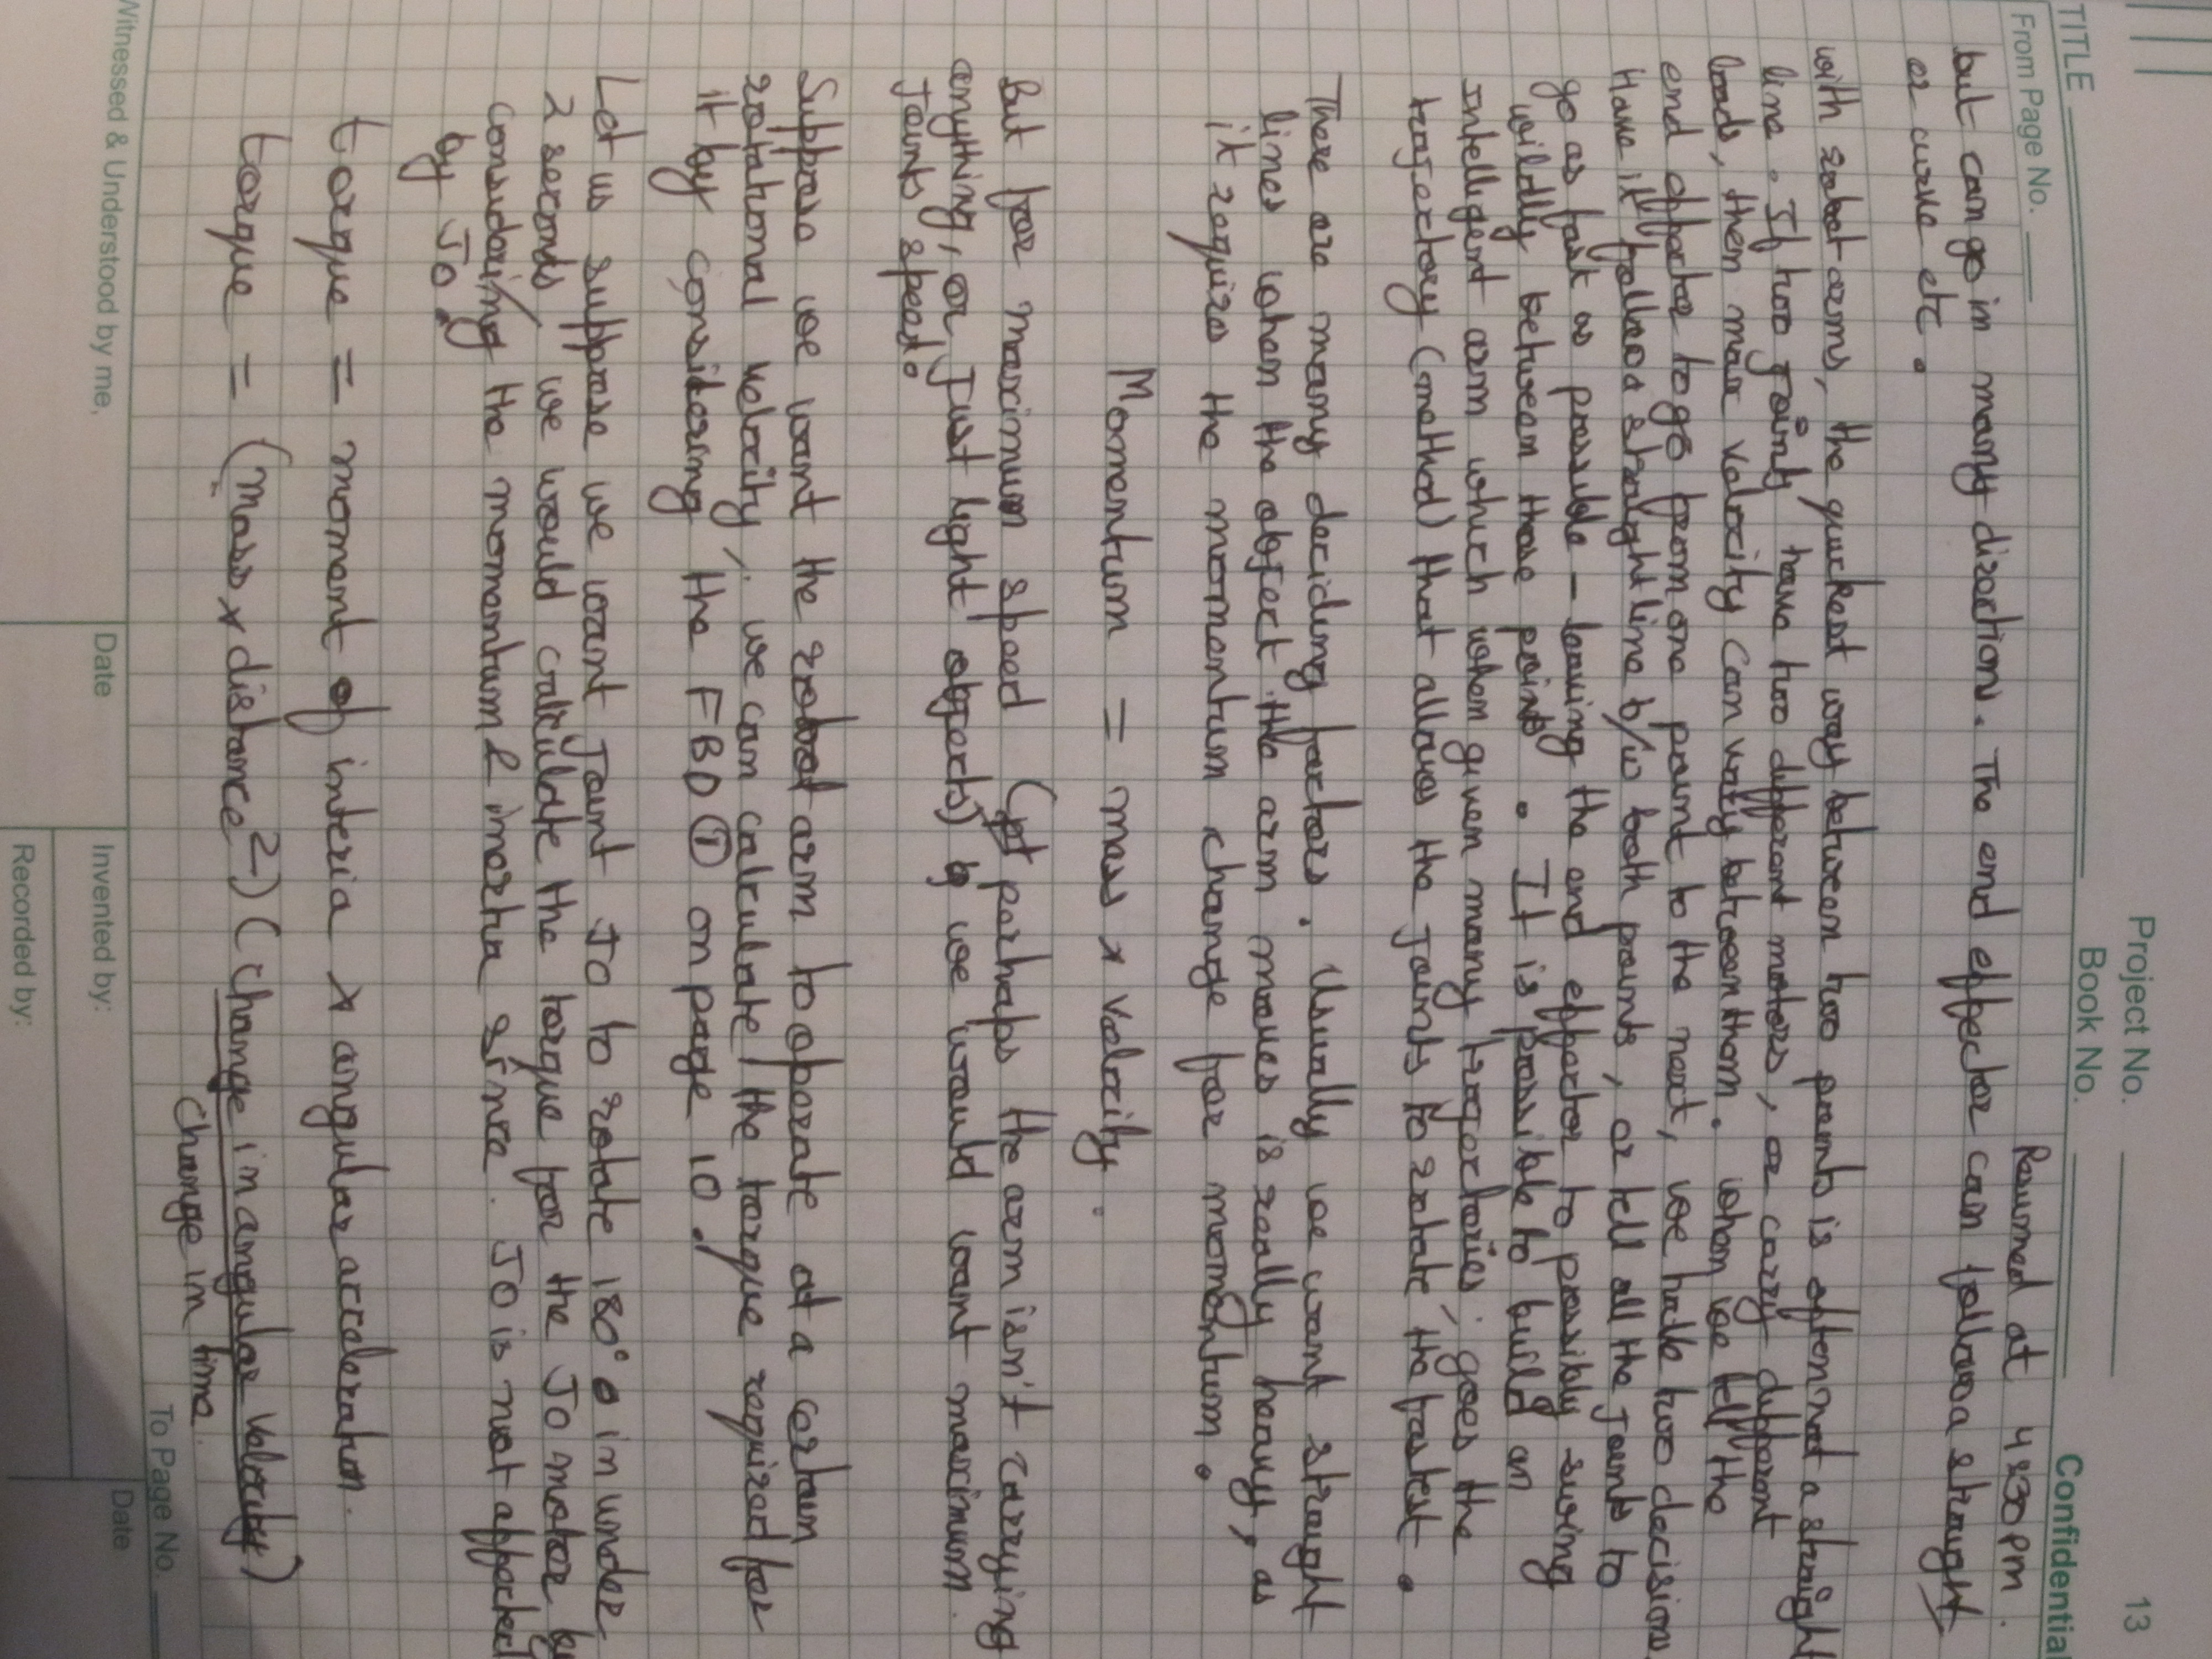 13
Project No.
Book No.
Confidential
TITLE
From Page No.
Resumed at 4:30 pm.
but can go in many direction. The end effector can follow a straight
or curve etc.
with robot arms, the quickest way between two points is often not a straight
line. If two joints have two different motors, or carry different
loads, then max velocity can vary between them. when we tell the
end effector to go from one point to the next, we have two decisions
Have it follow a straight line b/w both points, or tell all the joints to
go as fast as possible - leaving the end effector to possibly swing
wildly between those points. It is possible to build an
intelligent arm which when given many trajectories, goes the
trajectory (method) that allows the joints to rotate the fastest.
There are many deciding factors. Usually we want straight
lines when the object the arm moves is really heavy, as
it requires the momentum change for momentum.
Momentum = mass x velocity.
But for maximum speed (if perhaps the arm isn't carrying
anything, or just light objects) we would want maximum
joints speed.
Suppose we want the robot arm to operate at a certain
rotational velocity, we can calculate the torque required for
it by considering the FBD ① on page 10.
Let us suppose we want joint J0 to rotate 180° in under
2 seconds, we would calculate the torque for the J0 motor by
considering the momentum & inertia since. J0 is not affected
by J0.
torque = moment of interia x angular acceleration.
torque = (mass x distance²) (change in angular velocity)
change in time.
Witnessed & Understood by me,
Date
Invented by:
Recorded by:
Date
To Page No.